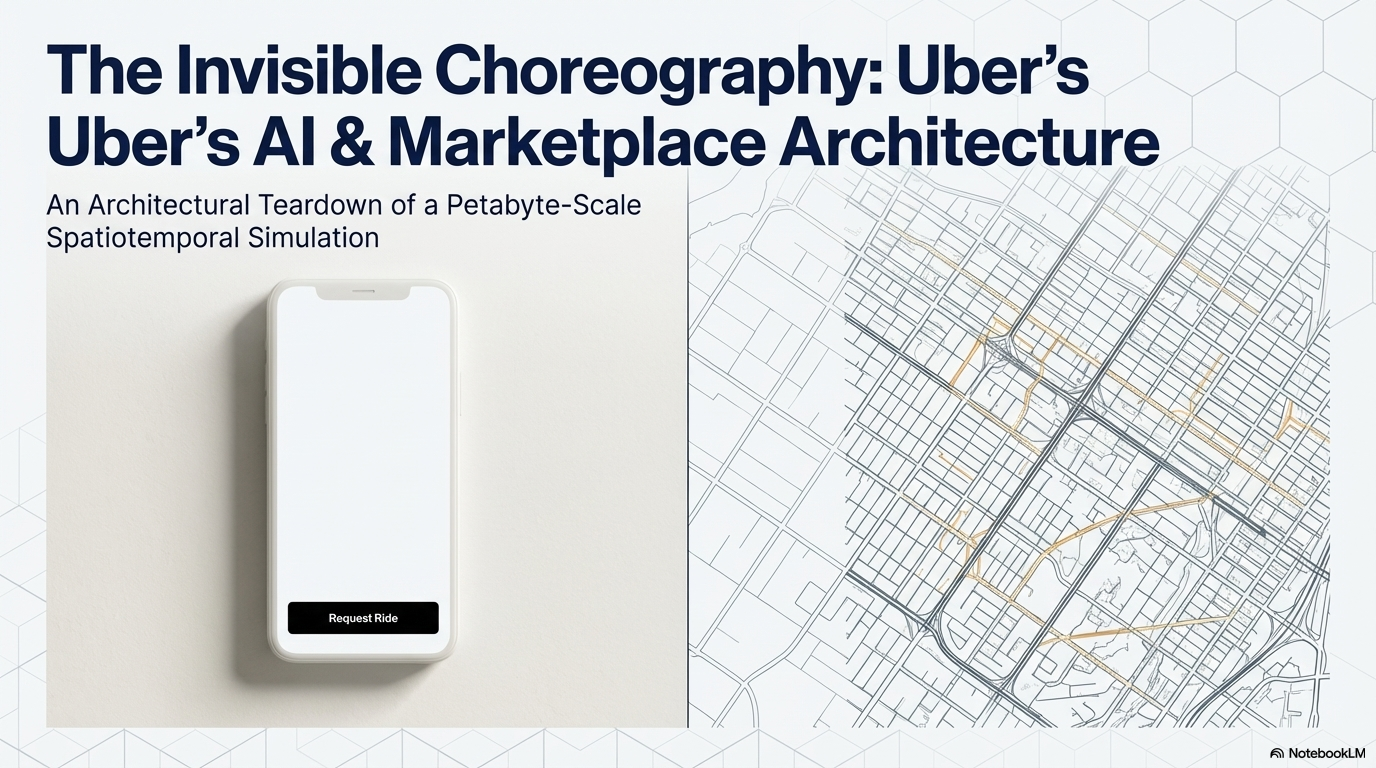 The Invisible Choreography: Uber’s
Uber’s AI & Marketplace Architecture
An Architectural Teardown of a Petabyte-Scale
Spatiotemporal Simulation
Request Ride
NotebookLM